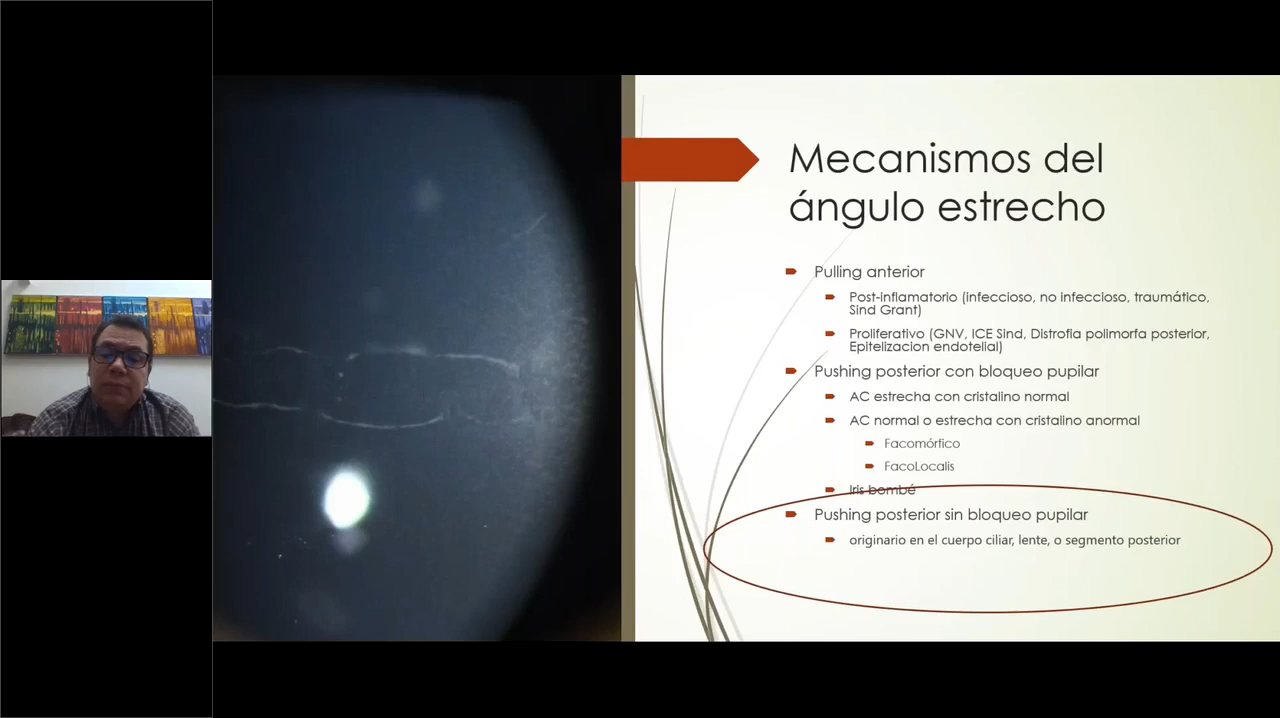 Mecanismos del
ángulo estrecho
Pulling anterior
Post-inflamatorio (infeccioso, no infeccioso, traumático,
Sind Grant)
Proliferativo (GNV, ICE Sind, Distrofia polimorfa posterior,
Epitelizacion endotelial)
Pushing posterior con bloqueo pupilar
AC estrecha con cristalino normal
AC normal o estrecha con cristalino anormal
Facomórfico
FacoLocalis
Iris bombé
Pushing posterior sin bloqueo pupilar
originario en el cuerpo ciliar, lente, o segmento posterior